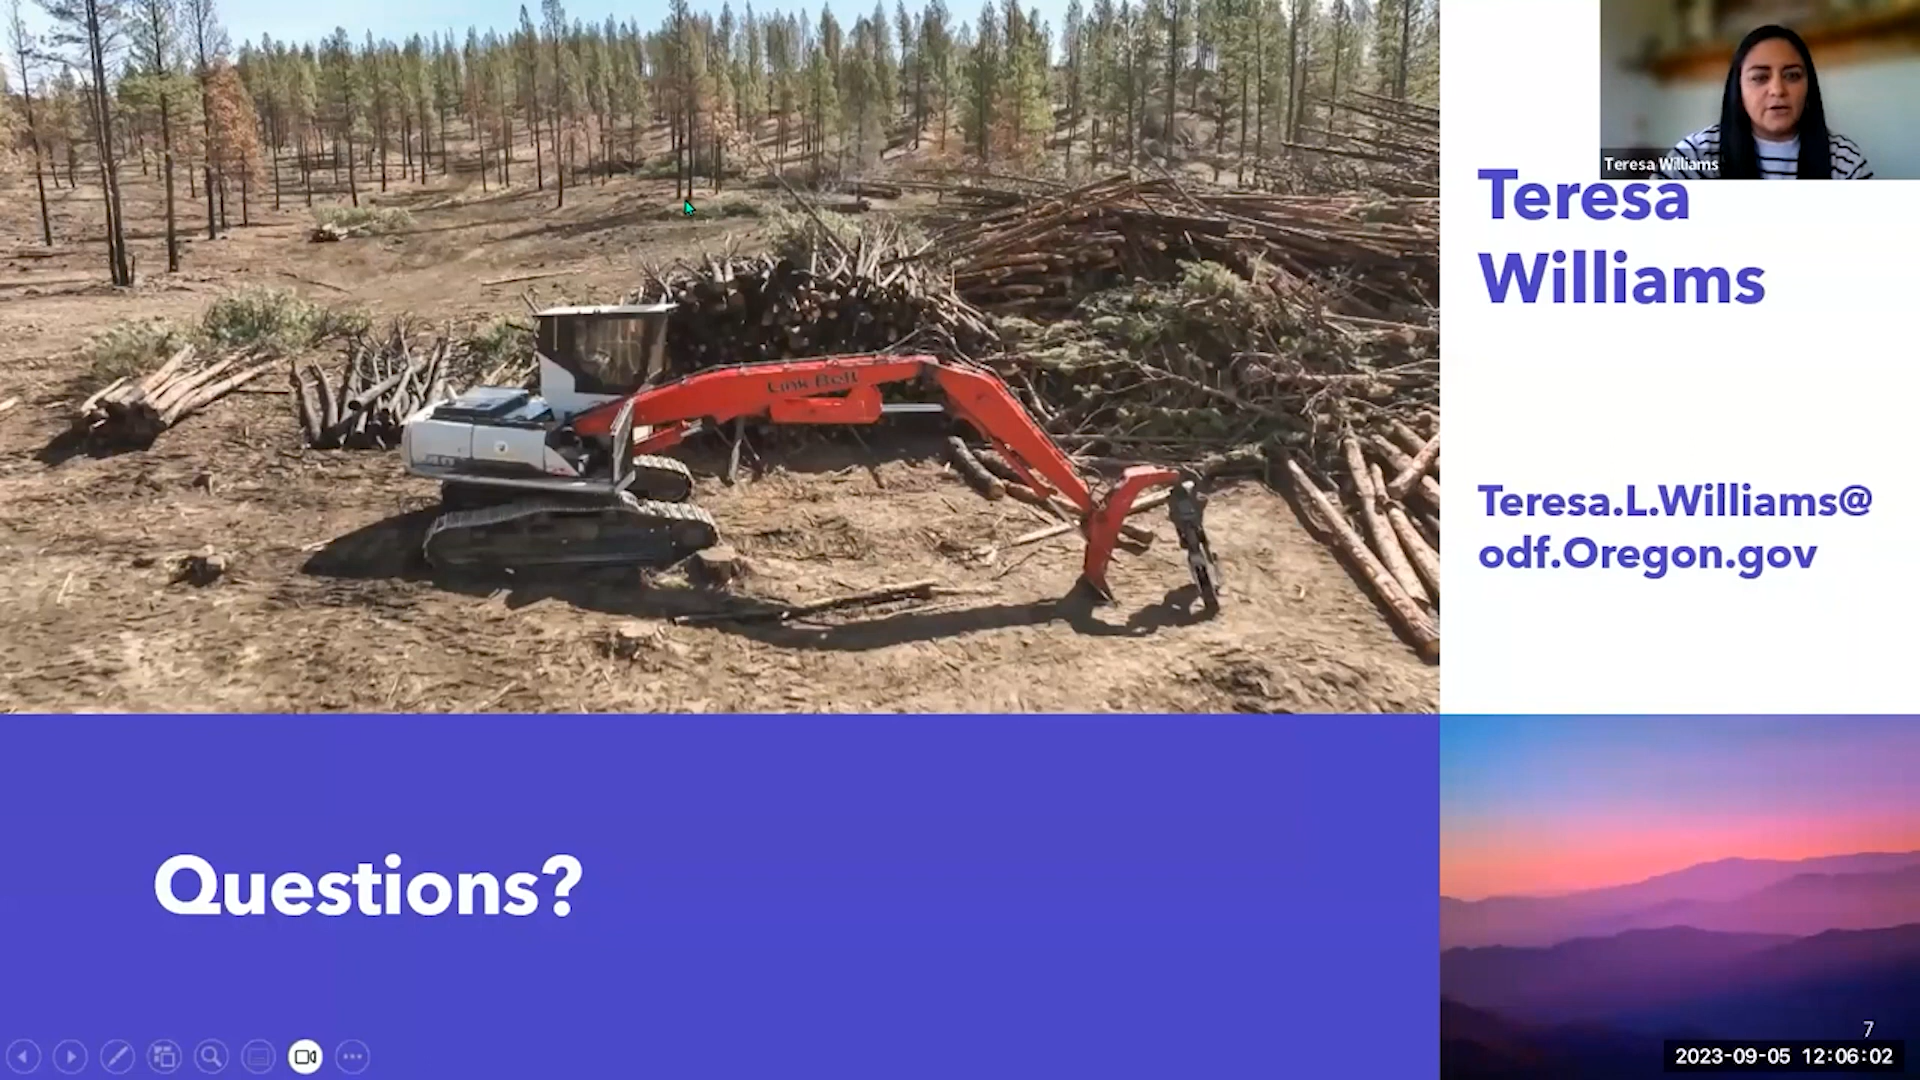 Teresa Williams
Teresa
Williams
Link-Belt
Teresa.L.Williams@
odf.Oregon.gov
Questions?
7
2023-09-05 12:06:02